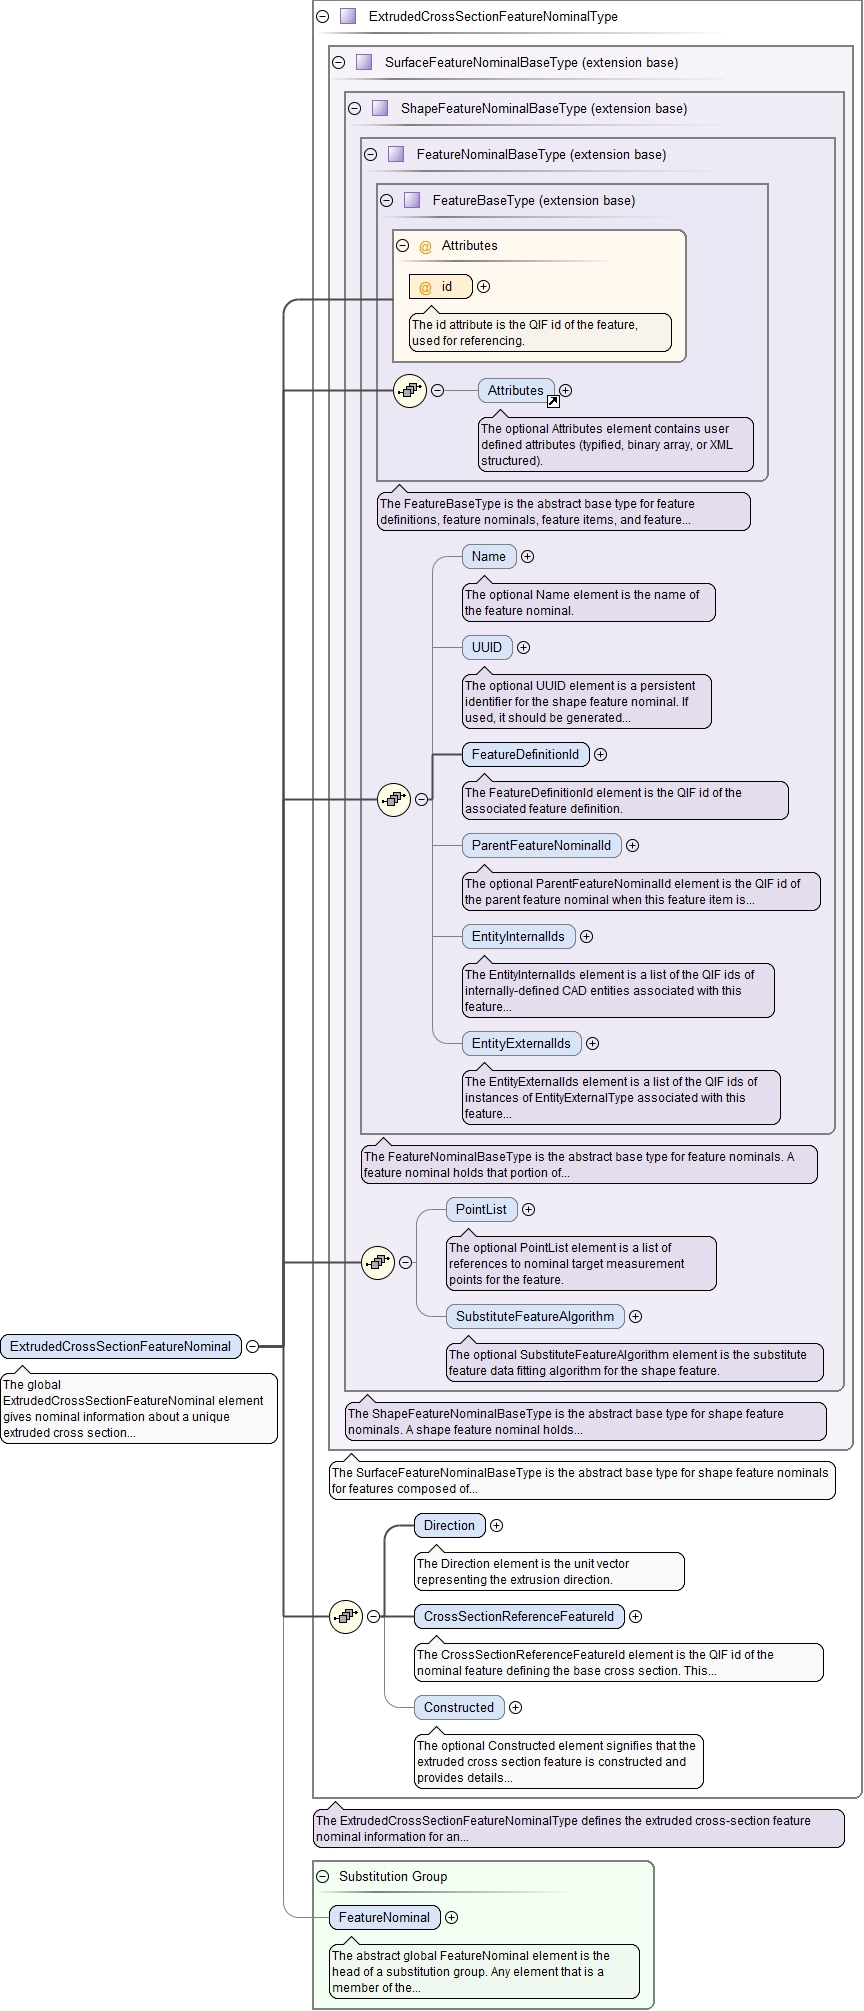 ExtrudedCrossSectionFeatureNominalType
SurfaceFeatureNominalBaseType (extension base)
ShapeFeatureNominalBaseType (extension base)
FeatureNominalBaseType (extension base)
FeatureBaseType (extension base)
@ Attributes
@ id
The id attribute is the QIF id of the feature,
used for referencing.
Attributes
The optional Attributes element contains user
defined attributes (typified, binary array, or XML
structured).
The FeatureBaseType is the abstract base type for feature
definitions, feature nominals, feature items, and feature...
Name
The optional Name element is the name of
the feature nominal.
UUID
The optional UUID element is a persistent
identifier for the shape feature nominal. If
used, it should be generated...
FeatureDefinitionId
The FeatureDefinitionId element is the QIF id of the
associated feature definition.
ParentFeatureNominalId
The optional ParentFeatureNominalId element is the QIF id of
the parent feature nominal when this feature item is...
EntityInternalIds
The EntityInternalIds element is a list of the QIF ids of
internally-defined CAD entities associated with this
feature...
EntityExternalIds
The EntityExternalIds element is a list of the QIF ids of
instances of EntityExternalType associated with this
feature...
The FeatureNominalBaseType is the abstract base type for feature nominals. A
feature nominal holds that portion of...
PointList
The optional PointList element is a list of
references to nominal target measurement
points for the feature.
SubstituteFeatureAlgorithm
The optional SubstituteFeatureAlgorithm element is the substitute
feature data fitting algorithm for the shape feature.
ExtrudedCrossSectionFeatureNominal
The global
ExtrudedCrossSectionFeatureNominal element
gives nominal information about a unique
extruded cross section...
The ShapeFeatureNominalBaseType is the abstract base type for shape feature
nominals. A shape feature nominal holds...
The SurfaceFeatureNominalBaseType is the abstract base type for shape feature nominals
for features composed of...
Direction
The Direction element is the unit vector
representing the extrusion direction.
CrossSectionReferenceFeatureId
The CrossSectionReferenceFeatureId element is the QIF id of the
nominal feature defining the base cross section. This...
Constructed
The optional Constructed element signifies that the
extruded cross section feature is constructed and
provides details...
The ExtrudedCrossSectionFeatureNominalType defines the extruded cross-section feature
nominal information for an...
Substitution Group
FeatureNominal
The abstract global FeatureNominal element is the
head of a substitution group. Any element that is a
member of the...